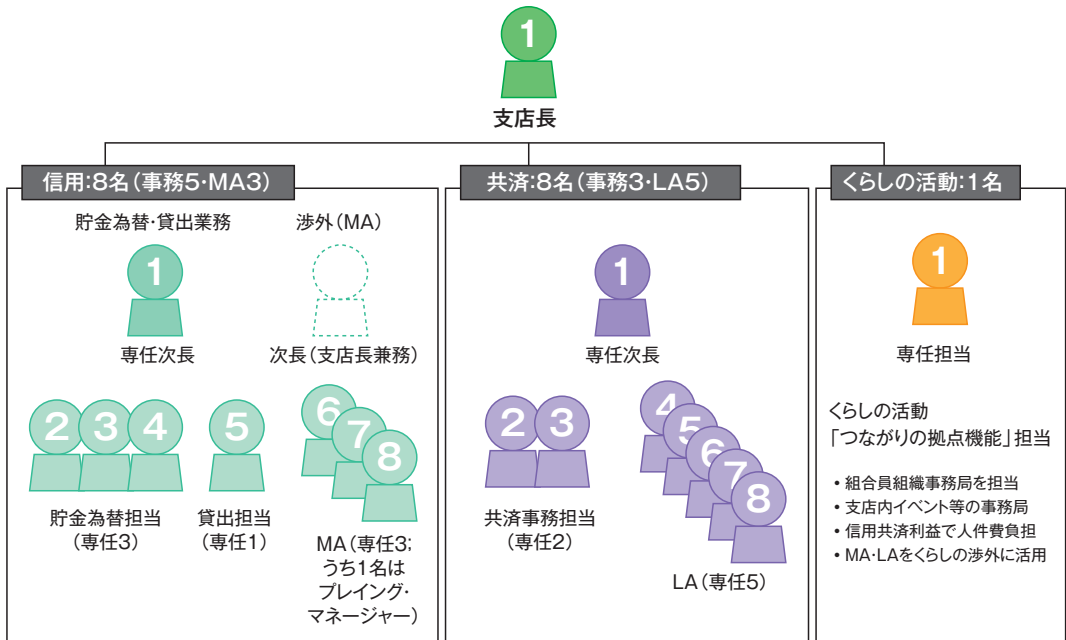 1
支店長
信用:8名(事務5・MA3)
貯金為替・貸出業務
渉外(MA)
1
専任次長
次長(支店長兼務)
2 3 4
貯金為替担当
(専任3)
5
貸出担当
(専任1)
6
7
8
MA(専任3;
うち1名は
プレイング・
マネージャー)
共済:8名(事務3・LA5)
1
専任次長
2 3
共済事務担当
(専任2)
4
5
6
7
8
LA(専任5)
くらしの活動:1名
1
専任担当
くらしの活動
「つながりの拠点機能」担当
• 組合員組織事務局を担当
• 支店内イベント等の事務局
• 信用共済利益で人件費負担
• MA・LAをくらしの渉外に活用